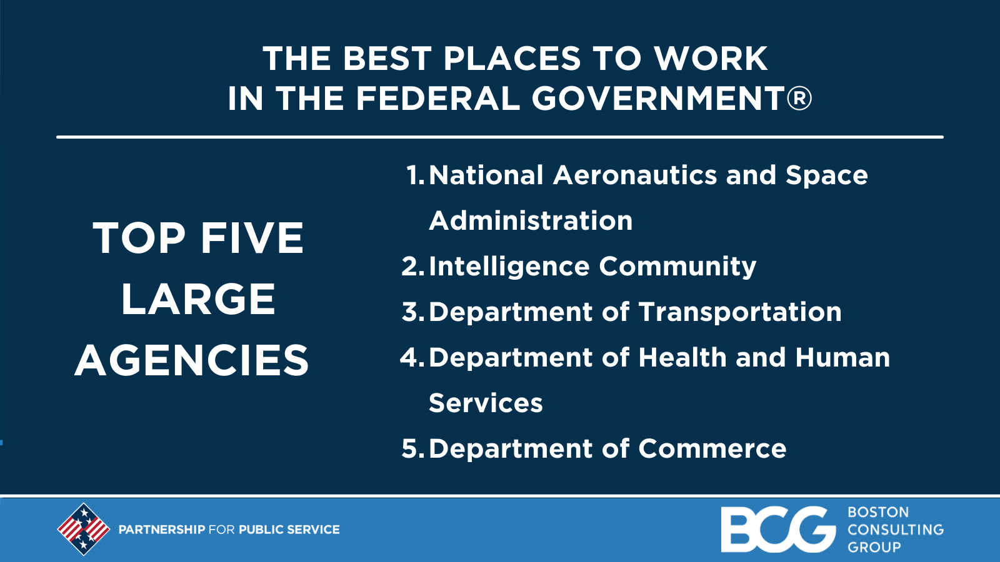 THE BEST PLACES TO WORK
IN THE FEDERAL GOVERNMENT®
TOP FIVE
LARGE
AGENCIES
1. National Aeronautics and Space
Administration
2. Intelligence Community
3. Department of Transportation
4. Department of Health and Human
Services
5. Department of Commerce
PARTNERSHIP FOR PUBLIC SERVICE
BCG
BOSTON
CONSULTING
GROUP